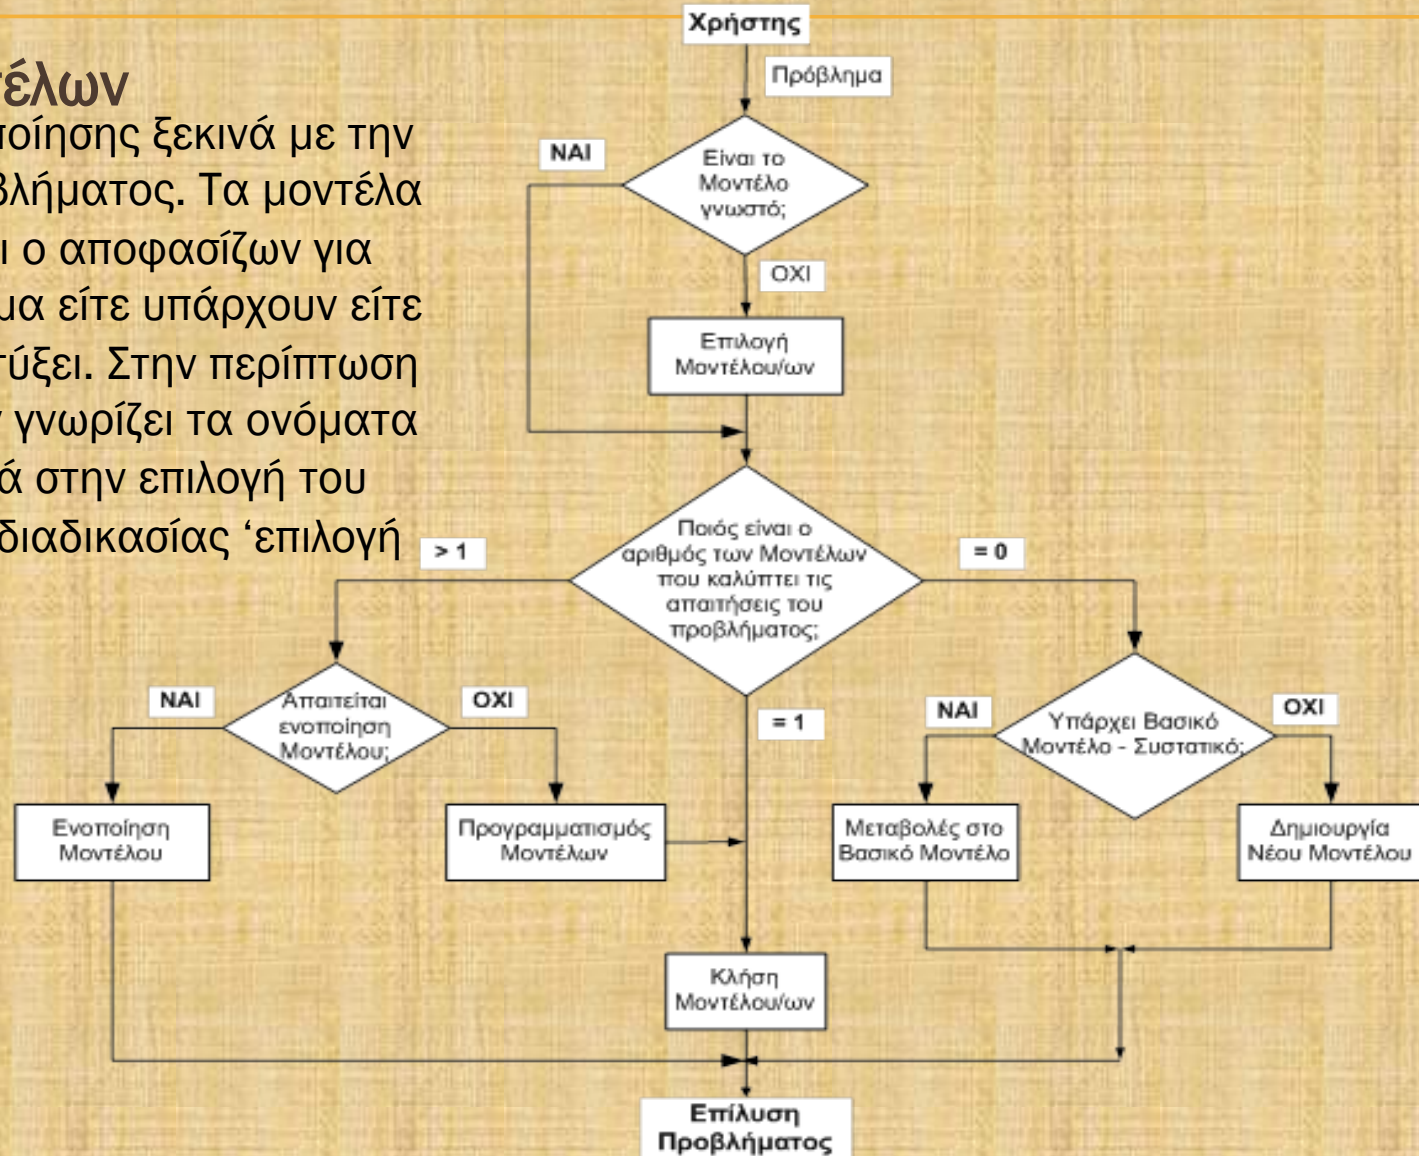 τέλων
ποίησης ξεκινά με την
βλήματος. Τα μοντέλα
ι ο αποφασίζων για
μα είτε υπάρχουν είτε
τύξει. Στην περίπτωση
γνωρίζει τα ονόματα
ά στην επιλογή του
διαδικασίας ‘επιλογή
Χρήστης
Πρόβλημα
ΝΑΙ
Είναι το
Μοντέλο
γνωστό;
ΟΧΙ
Επιλογή
Μοντέλου/ων
Ποιός είναι ο
αριθμός των Μοντέλων
που καλύπτει τις
απαιτήσεις του
προβλήματος;
> 1
= 0
= 1
ΝΑΙ
Απαιτείται
ενοποίηση
Μοντέλου;
ΟΧΙ
ΝΑΙ
Υπάρχει Βασικό
Μοντέλο - Συστατικό;
ΟΧΙ
Ενοποίηση
Μοντέλου
Προγραμματισμός
Μοντέλων
Μεταβολές στο
Βασικό Μοντέλο
Δημιουργία
Νέου Μοντέλου
Κλήση
Μοντέλου/ων
Επίλυση
Προβλήματος